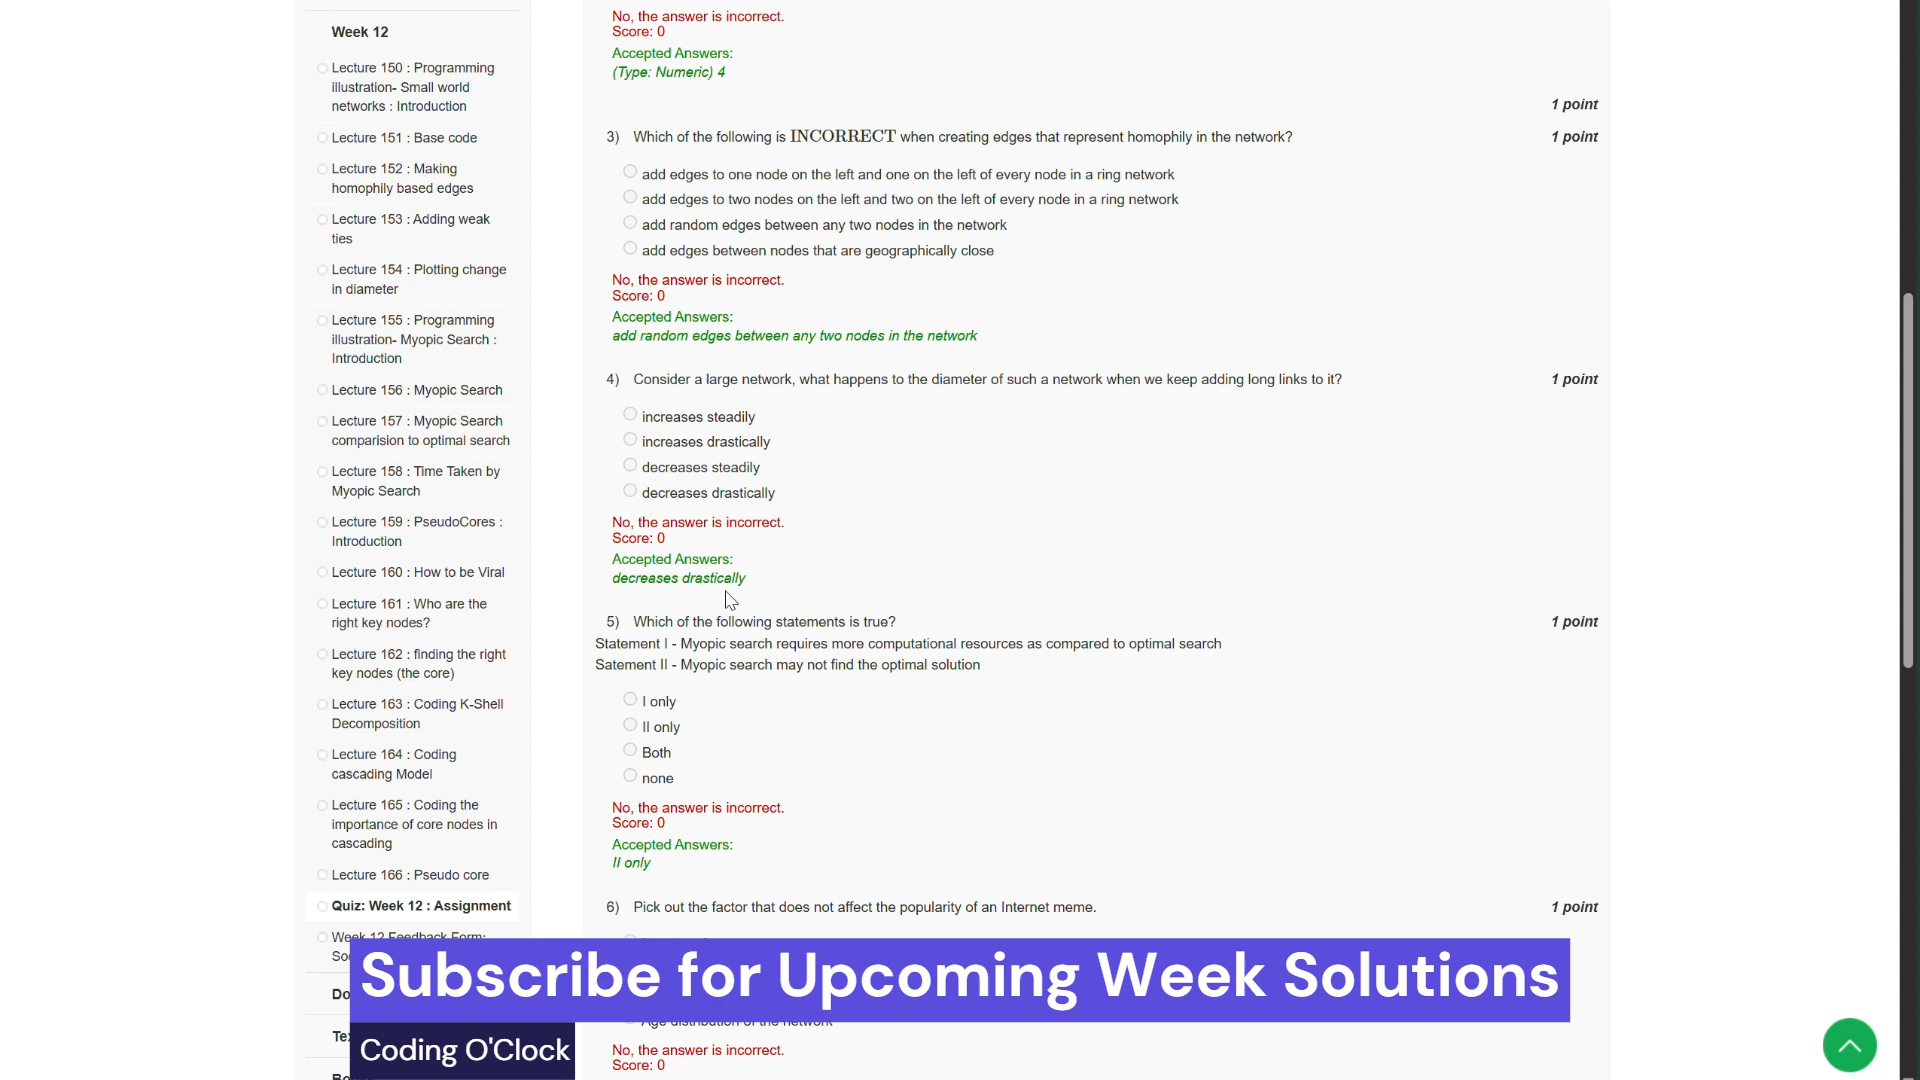 Week 12
Lecture 150 : Programming
illustration- Small world
networks : Introduction
Lecture 151 : Base code
Lecture 152 : Making
homophily based edges
Lecture 153 : Adding weak
ties
Lecture 154 : Plotting change
in diameter
Lecture 155 : Programming
illustration- Myopic Search :
Introduction
Lecture 156 : Myopic Search
Lecture 157 : Myopic Search
comparision to optimal search
Lecture 158 : Time Taken by
Myopic Search
Lecture 159 : PseudoCores :
Introduction
Lecture 160 : How to be Viral
Lecture 161 : Who are the
right key nodes?
Lecture 162 : finding the right
key nodes (the core)
Lecture 163 : Coding K-Shell
Decomposition
Lecture 164 : Coding
cascading Model
Lecture 165 : Coding the
importance of core nodes in
cascading
Lecture 166 : Pseudo core
Quiz: Week 12 : Assignment
Week 12 Feedback Form:
No, the answer is incorrect.
Score: 0
Accepted Answers:
(Type: Numeric) 4
1 point
3) Which of the following is INCORRECT when creating edges that represent homophily in the network? 1 point
add edges to one node on the left and one on the left of every node in a ring network
add edges to two nodes on the left and two on the left of every node in a ring network
add random edges between any two nodes in the network
add edges between nodes that are geographically close
No, the answer is incorrect.
Score: 0
Accepted Answers:
add random edges between any two nodes in the network
4) Consider a large network, what happens to the diameter of such a network when we keep adding long links to it? 1 point
increases steadily
increases drastically
decreases steadily
decreases drastically
No, the answer is incorrect.
Score: 0
Accepted Answers:
decreases drastically
5) Which of the following statements is true? 1 point
Statement I - Myopic search requires more computational resources as compared to optimal search
Satement II - Myopic search may not find the optimal solution
I only
II only
Both
none
No, the answer is incorrect.
Score: 0
Accepted Answers:
II only
6) Pick out the factor that does not affect the popularity of an Internet meme. 1 point
Subscribe for Upcoming Week Solutions
Age distribution of the network
Coding O'Clock
No, the answer is incorrect.
Score: 0